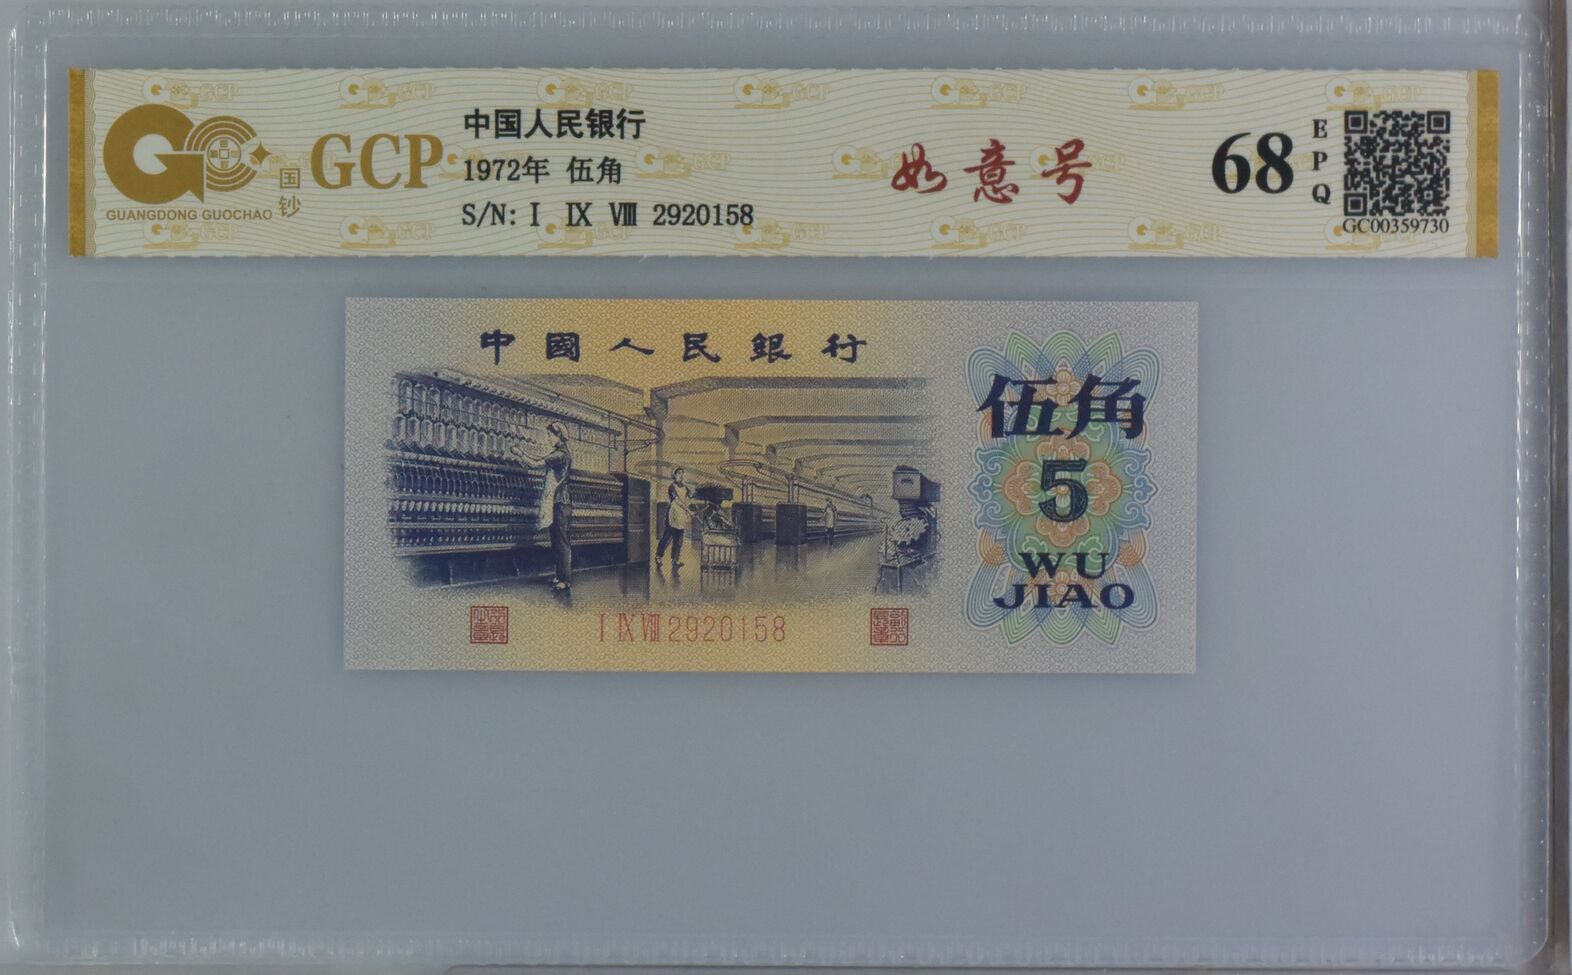 GCP
国钞
GUANGDONG GUOCHAO
中国人民银行
1972年 伍角
S/N: I Ⅸ Ⅷ 2920158
如意号
68
EPQ
GC00359730
中國人民銀行
伍角
5
WU
JIAO
I Ⅸ Ⅷ 2920158